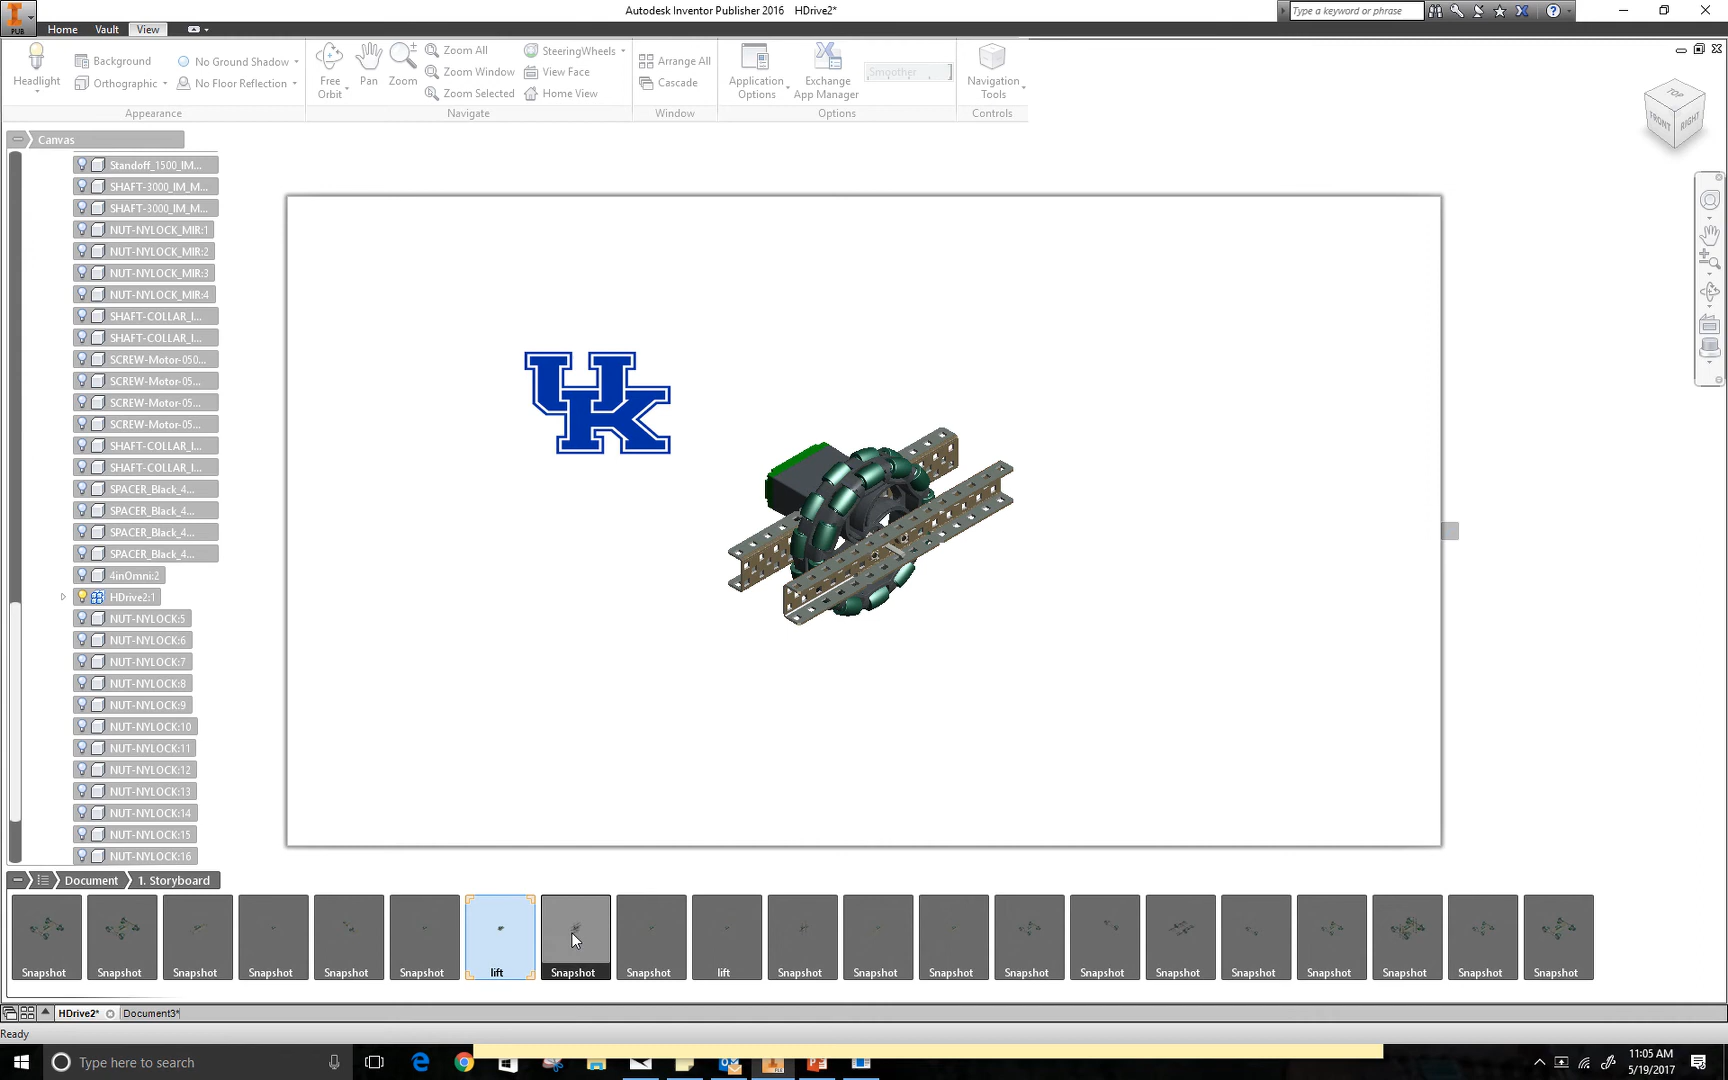 Autodesk Inventor Publisher 2016 HDrive2*
Type a keyword or phrase
PUB
Home Vault View
Headlight
Background
Orthographic
No Ground Shadow
No Floor Reflection
Appearance
Free Orbit
Pan
Zoom
Zoom All
Zoom Window
Zoom Selected
SteeringWheels
View Face
Home View
Navigate
Arrange All
Cascade
Window
Application Options
Exchange App Manager
Smoother
Options
Navigation Tools
Controls
TOP
FRONT
RIGHT
Canvas
Standoff_1500_IM...
SHAFT-3000_IM_M...
SHAFT-3000_IM_M...
NUT-NYLOCK_MIR:1
NUT-NYLOCK_MIR:2
NUT-NYLOCK_MIR:3
NUT-NYLOCK_MIR:4
SHAFT-COLLAR_I...
SHAFT-COLLAR_I...
SCREW-Motor-050...
SCREW-Motor-05...
SCREW-Motor-05...
SCREW-Motor-05...
SHAFT-COLLAR_I...
SHAFT-COLLAR_I...
SPACER_Black_4...
SPACER_Black_4...
SPACER_Black_4...
SPACER_Black_4...
4inOmni:2
HDrive2:1
NUT-NYLOCK:5
NUT-NYLOCK:6
NUT-NYLOCK:7
NUT-NYLOCK:8
NUT-NYLOCK:9
NUT-NYLOCK:10
NUT-NYLOCK:11
NUT-NYLOCK:12
NUT-NYLOCK:13
NUT-NYLOCK:14
NUT-NYLOCK:15
NUT-NYLOCK:16
UK
Document 1. Storyboard
Snapshot Snapshot Snapshot Snapshot Snapshot Snapshot lift Snapshot Snapshot lift Snapshot Snapshot Snapshot Snapshot Snapshot Snapshot Snapshot Snapshot Snapshot Snapshot Snapshot
HDrive2* Document3*
Ready
Type here to search
11:05 AM
5/19/2017